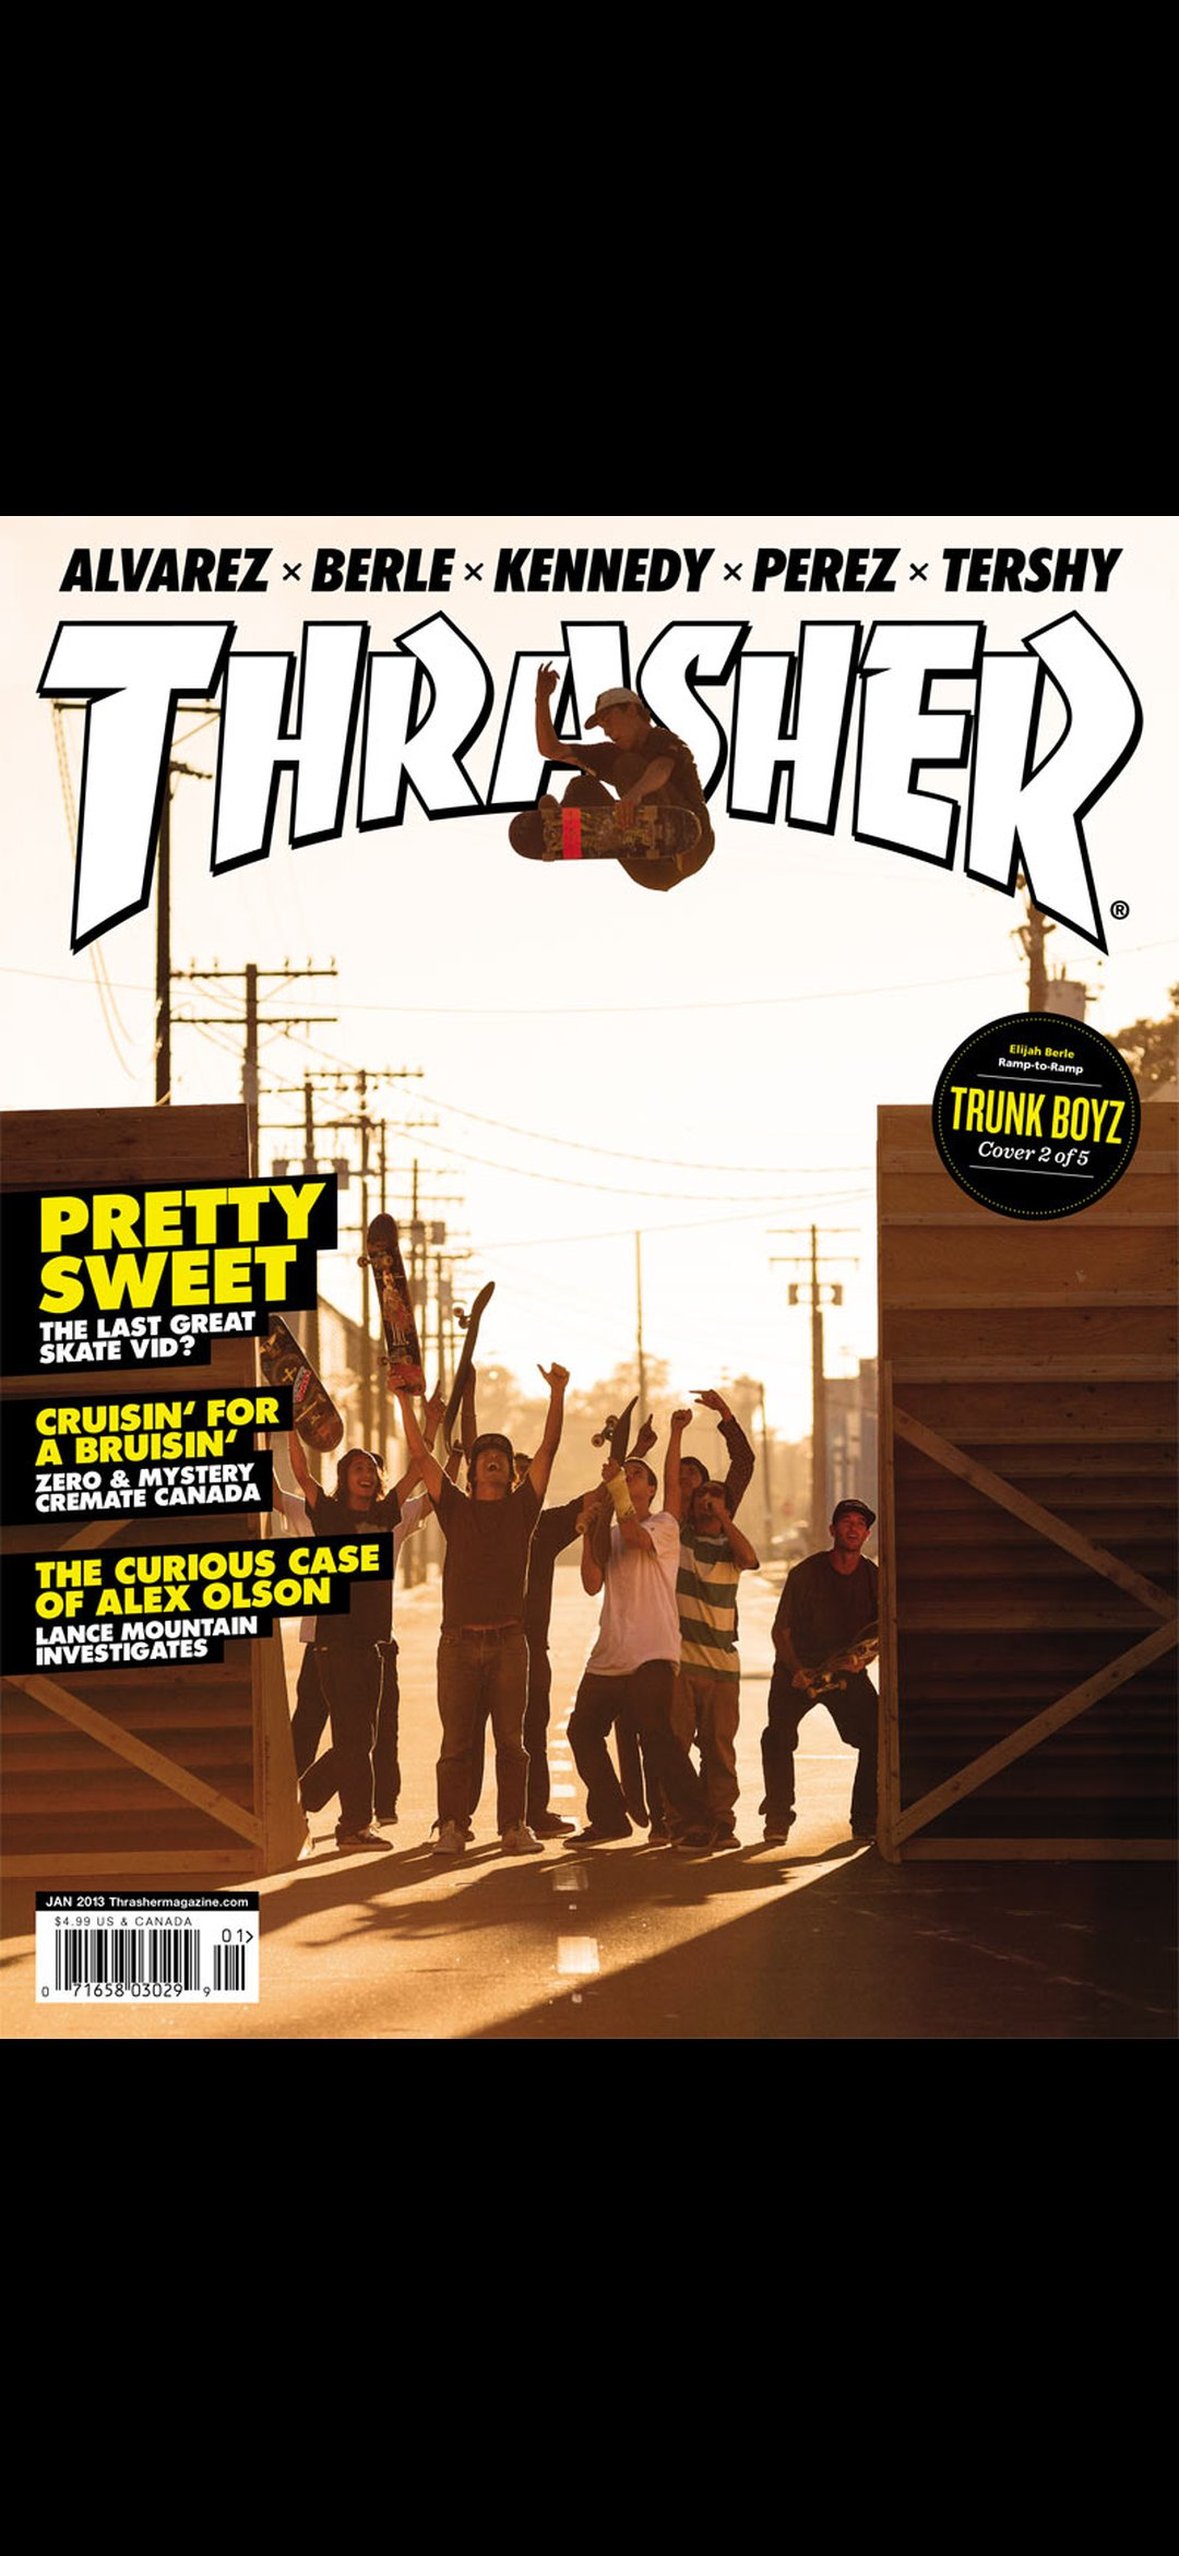 ALVAREZ × BERLE × KENNEDY × PEREZ × TERSHY
THRASHER®
Elijah Berle
Ramp-to-Ramp
TRUNK BOYZ
Cover 2 of 5
PRETTY
SWEET
THE LAST GREAT
SKATE VID?
CRUISIN' FOR
A BRUISIN'
ZERO & MYSTERY
CREMATE CANADA
THE CURIOUS CASE
OF ALEX OLSON
LANCE MOUNTAIN
INVESTIGATES
JAN 2013 Thrashermagazine.com
$4.99 US & CANADA
01>
0 71658 03029 9